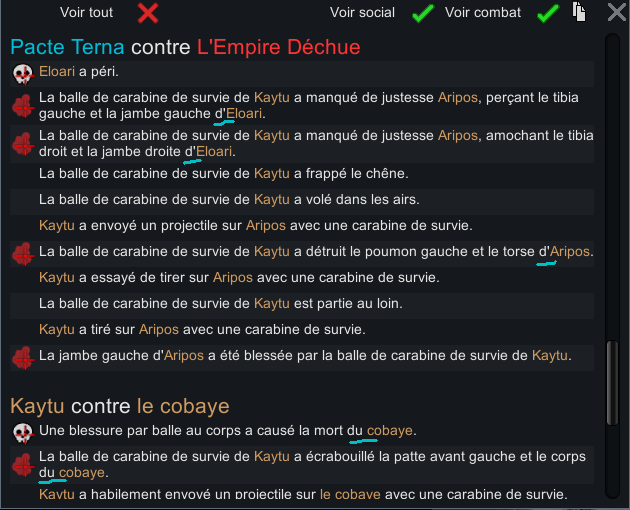 Voir tout Voir social Voir combat
Pacte Terna contre L'Empire Déchue
Eloari a péri.
La balle de carabine de survie de Kaytu a manqué de justesse Aripos, perçant le tibia
gauche et la jambe gauche d'Eloari.
La balle de carabine de survie de Kaytu a manqué de justesse Aripos, amochant le tibia
droit et la jambe droite d'Eloari.
La balle de carabine de survie de Kaytu a frappé le chêne.
La balle de carabine de survie de Kaytu a volé dans les airs.
Kaytu a envoyé un projectile sur Aripos avec une carabine de survie.
La balle de carabine de survie de Kaytu a détruit le poumon gauche et le torse d'Aripos.
Kaytu a essayé de tirer sur Aripos avec une carabine de survie.
La balle de carabine de survie de Kaytu est partie au loin.
Kaytu a tiré sur Aripos avec une carabine de survie.
La jambe gauche d'Aripos a été blessée par la balle de carabine de survie de Kaytu.
Kaytu contre le cobaye
Une blessure par balle au corps a causé la mort du cobaye.
La balle de carabine de survie de Kaytu a écrabouillé la patte avant gauche et le corps
du cobaye.
Kaytu a habilement envoyé un projectile sur le cobaye avec une carabine de survie.